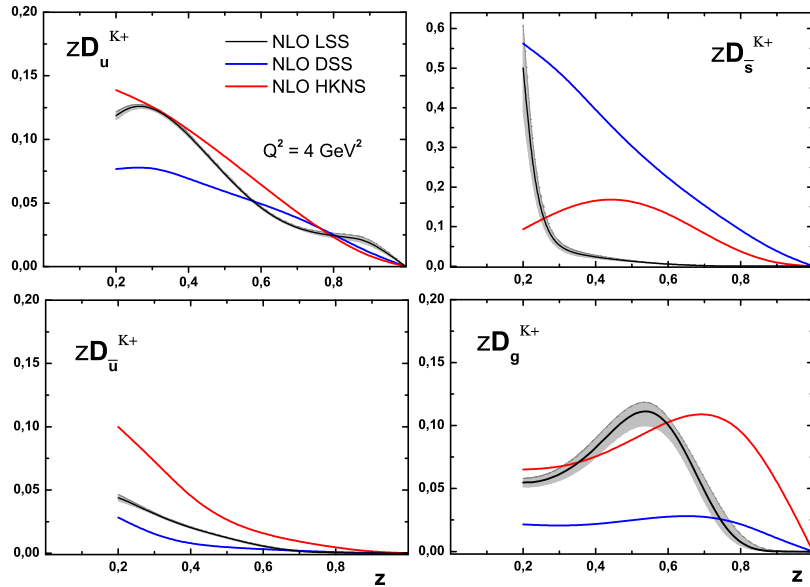 0,20
0,15
0,10
0,05
0,00
zD_u^K+
NLO LSS
NLO DSS
NLO HKNS
Q² = 4 GeV²
0,2 0,4 0,6 0,8
0,6
0,5
0,4
0,3
0,2
0,1
0,0
zD_s̅^K+
0,2 0,4 0,6 0,8
0,20
0,15
0,10
0,05
0,00
zD_u̅^K+
0,2 0,4 0,6 0,8
z
0,20
0,15
0,10
0,05
0,00
zD_g^K+
0,2 0,4 0,6 0,8
z